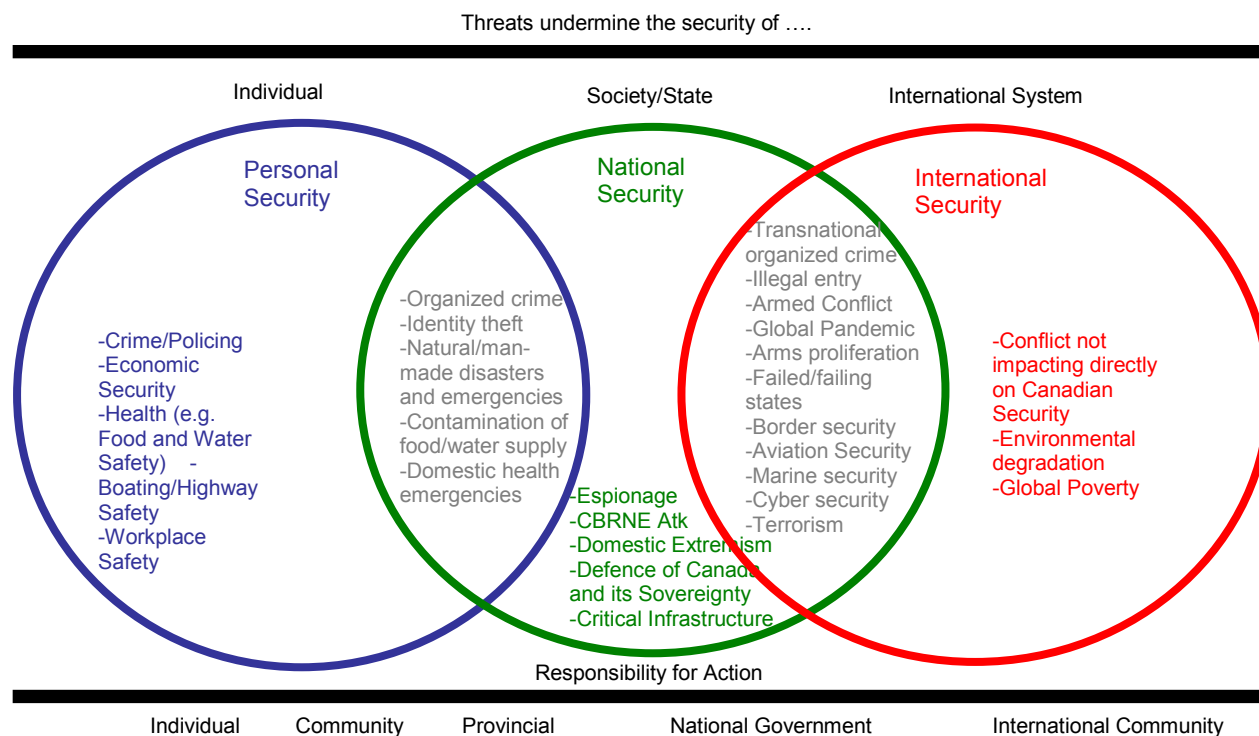 Threats undermine the security of ….
Individual
Society/State
International System
Personal
Security
National
Security
International
Security
-Crime/Policing
-Economic
Security
-Health (e.g.
Food and Water
Safety) -
Boating/Highway
Safety
-Workplace
Safety
-Organized crime
-Identity theft
-Natural/man-
made disasters
and emergencies
-Contamination of
food/water supply
-Domestic health
emergencies
-Espionage
-CBRNE Atk
-Domestic Extremism
-Defence of Canada
and its Sovereignty
-Critical Infrastructure
-Transnational
organized crime
-Illegal entry
-Armed Conflict
-Global Pandemic
-Arms proliferation
-Failed/failing
states
-Border security
-Aviation Security
-Marine security
-Cyber security
-Terrorism
-Conflict not
impacting directly
on Canadian
Security
-Environmental
degradation
-Global Poverty
Responsibility for Action
Individual
Community
Provincial
National Government
International Community